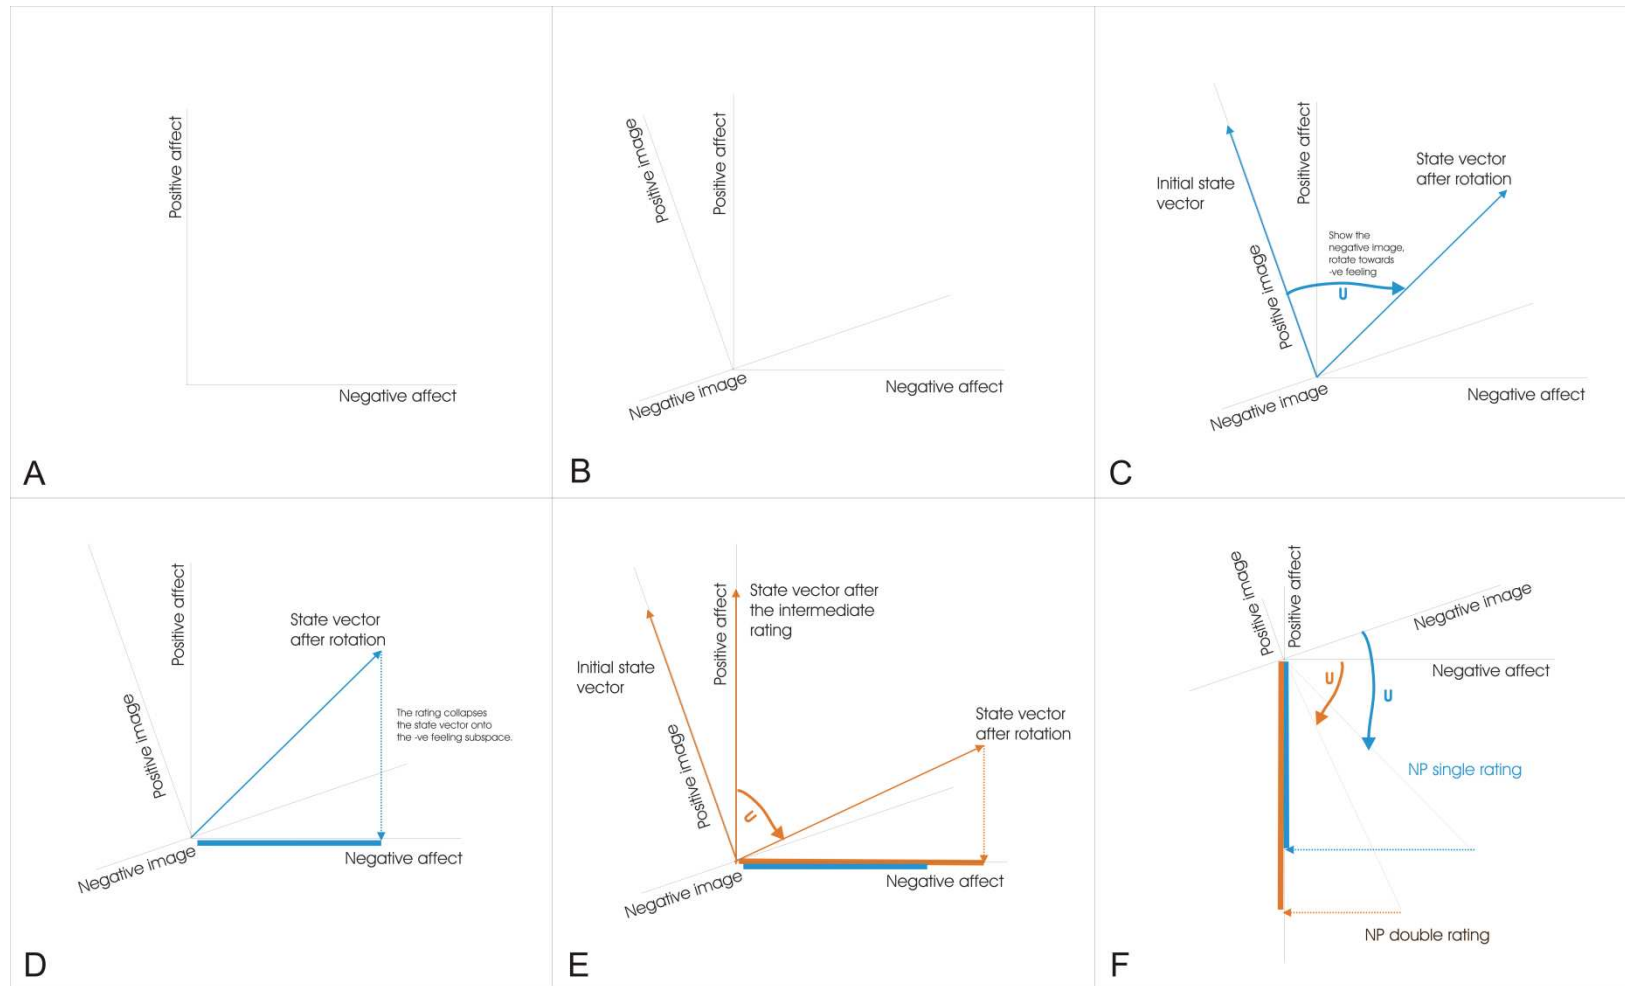 Positive affect
Negative affect
A
Positive image
Positive affect
Negative image
Negative affect
B
Initial state
vector
Positive image
Positive affect
Show the
negative image,
rotate towards
-ve feeling
U
State vector
after rotation
Negative image
Negative affect
C
Positive image
Positive affect
State vector
after rotation
The rating collapses
the state vector onto
the -ve feeling subspace.
Negative image
Negative affect
D
Initial state
vector
Positive image
Positive affect
State vector after
the intermediate
rating
U
State vector
after rotation
Negative image
Negative affect
E
Positive image
Positive affect
Negative image
Negative affect
U
U
NP single rating
NP double rating
F